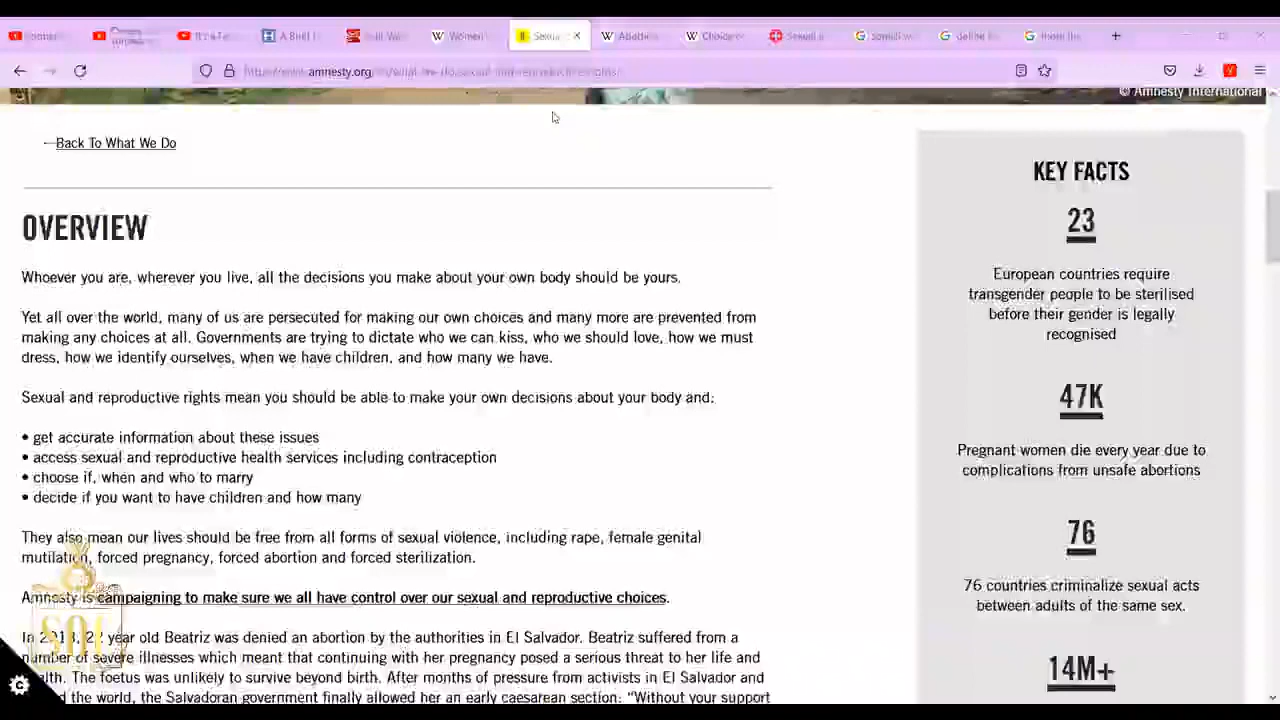 Women
Sexua
Abortio
Choice
Sexual a
define
amnesty.org
© Amnesty International
←Back To What We Do
OVERVIEW
Whoever you are, wherever you live, all the decisions you make about your own body should be yours.
Yet all over the world, many of us are persecuted for making our own choices and many more are prevented from
making any choices at all. Governments are trying to dictate who we can kiss, who we should love, how we must
dress, how we identify ourselves, when we have children, and how many we have.
Sexual and reproductive rights mean you should be able to make your own decisions about your body and:
• get accurate information about these issues
• access sexual and reproductive health services including contraception
• choose if, when and who to marry
• decide if you want to have children and how many
They also mean our lives should be free from all forms of sexual violence, including rape, female genital
mutilation, forced pregnancy, forced abortion and forced sterilization.
Amnesty is campaigning to make sure we all have control over our sexual and reproductive choices.
In 2013, 22 year old Beatriz was denied an abortion by the authorities in El Salvador. Beatriz suffered from a
number of severe illnesses which meant that continuing with her pregnancy posed a serious threat to her life and
The foetus was unlikely to survive beyond birth. After months of pressure from activists in El Salvador and
the world, the Salvadoran government finally allowed her an early caesarean section: “Without your support
KEY FACTS
23
European countries require
transgender people to be sterilised
before their gender is legally
recognised
47K
Pregnant women die every year due to
complications from unsafe abortions
76
76 countries criminalize sexual acts
between adults of the same sex.
14M+